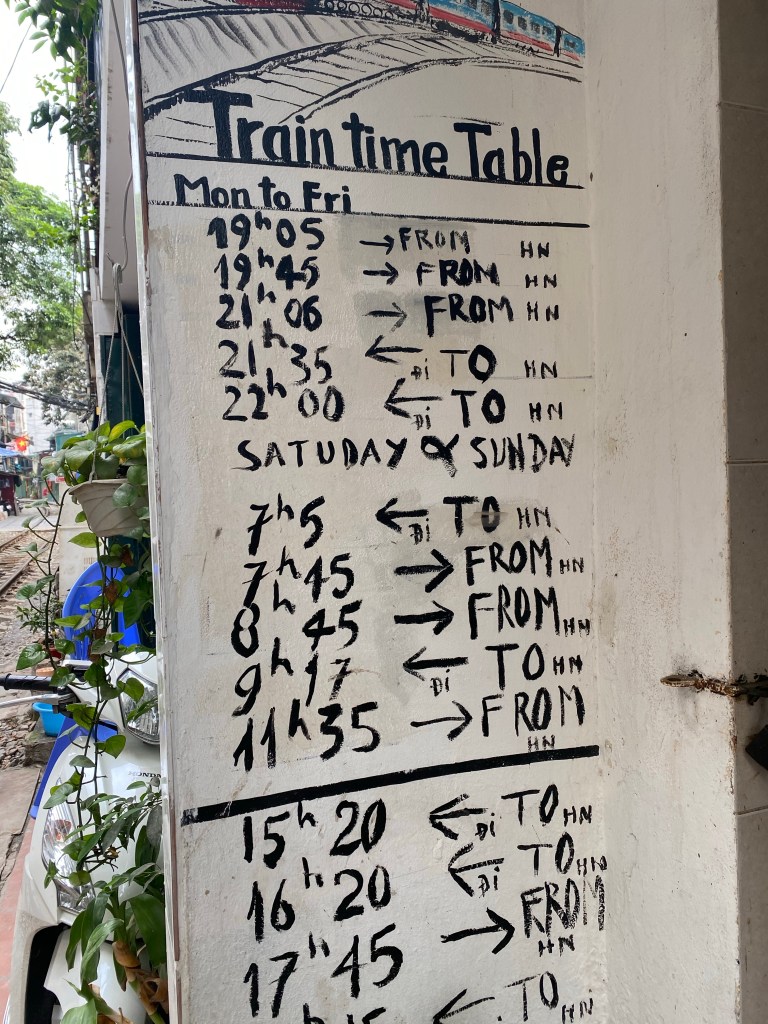 Train time Table
Mon to Fri
19h05 → FROM HN
19h45 → FROM HN
21h06 → FROM HN
21h35 ← Đi TO HN
22h00 ← Đi TO HN
SATUDAY & SUNDAY
7h5 ← Đi TO HN
7h45 → FROM HN
8h45 → FROM HN
9h17 ← Đi TO HN
11h35 → FROM HN
15h20 ← Đi TO HN
16h20 ← Đi TO HN
17h45 → FROM HN
← TO HN
HONDA